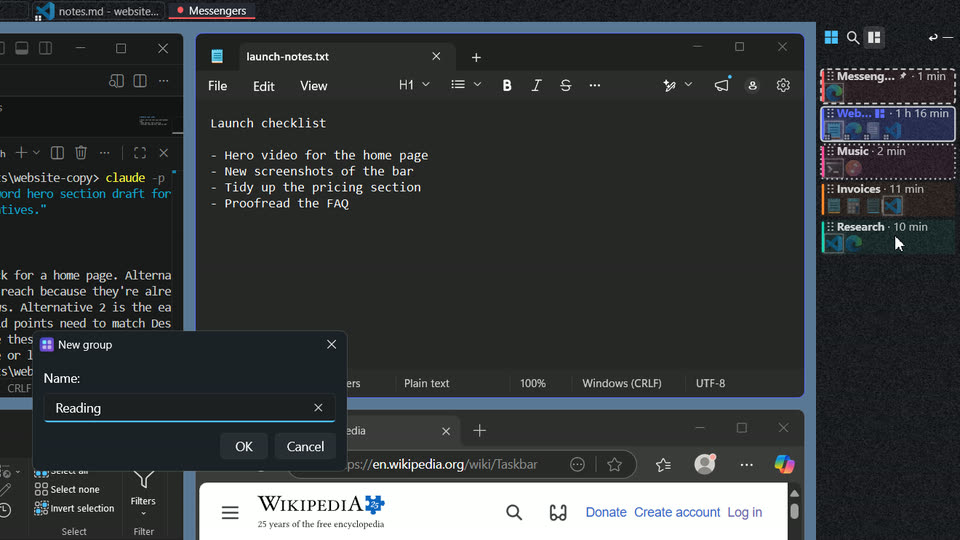 notes.md - website...
Messengers
launch-notes.txt
File
Edit
View
H1
Launch checklist
- Hero video for the home page
- New screenshots of the bar
- Tidy up the pricing section
- Proofread the FAQ
Plain text
100%
Windows (CRLF)
UTF-8
ts\website-copy> claude -p "
ord hero section draft for
tives."
k for a home page. Alterna
reach because they're alre
s. Alternative 2 is the ea
d points need to match Des
e thes
e or l
s\web
CRLF
New group
Name:
Reading
OK
Cancel
Select all
Select none
Invert selection
Select
Filters
Filter
pedia
ps://en.wikipedia.org/wiki/Taskbar
WIKIPEDIA
25 years of the free encyclopedia
Donate
Create account
Log in
Messeng... · 1 min
Web... · 1 h 16 min
Music · 2 min
Invoices · 11 min
Research · 10 min